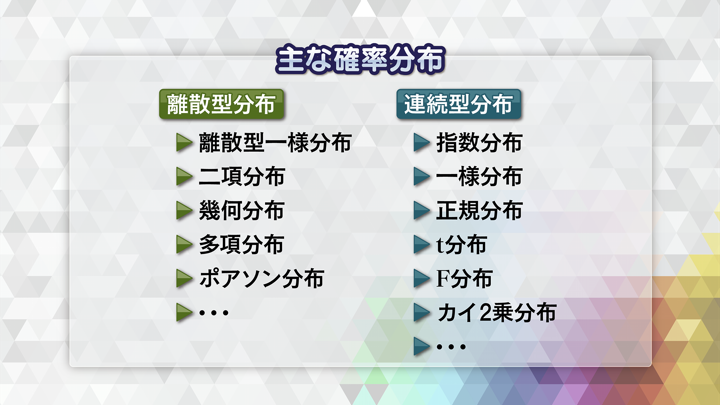 主な確率分布
離散型分布
離散型一様分布
二項分布
幾何分布
多項分布
ポアソン分布
・・・
連続型分布
指数分布
一様分布
正規分布
t分布
F分布
カイ2乗分布
・・・